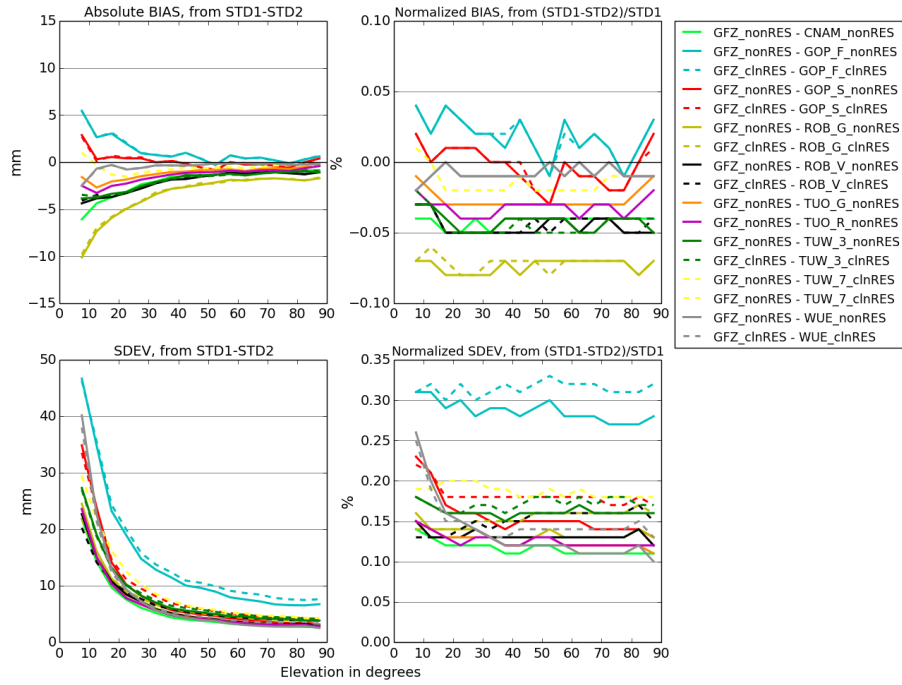 Absolute BIAS, from STD1-STD2
15
10
5
0
−5
−10
−15
mm
0 10 20 30 40 50 60 70 80 90
Normalized BIAS, from (STD1-STD2)/STD1
0.10
0.05
0.00
−0.05
−0.10
%
0 10 20 30 40 50 60 70 80 90
GFZ_nonRES - CNAM_nonRES
GFZ_nonRES - GOP_F_nonRES
GFZ_clnRES - GOP_F_clnRES
GFZ_nonRES - GOP_S_nonRES
GFZ_clnRES - GOP_S_clnRES
GFZ_nonRES - ROB_G_nonRES
GFZ_clnRES - ROB_G_clnRES
GFZ_nonRES - ROB_V_nonRES
GFZ_clnRES - ROB_V_clnRES
GFZ_nonRES - TUO_G_nonRES
GFZ_nonRES - TUO_R_nonRES
GFZ_nonRES - TUW_3_nonRES
GFZ_clnRES - TUW_3_clnRES
GFZ_nonRES - TUW_7_clnRES
GFZ_nonRES - TUW_7_clnRES
GFZ_nonRES - WUE_nonRES
GFZ_clnRES - WUE_clnRES
SDEV, from STD1-STD2
50
40
30
20
10
0
mm
0 10 20 30 40 50 60 70 80 90
Normalized SDEV, from (STD1-STD2)/STD1
0.35
0.30
0.25
0.20
0.15
0.10
0.05
0.00
%
0 10 20 30 40 50 60 70 80 90
Elevation in degrees